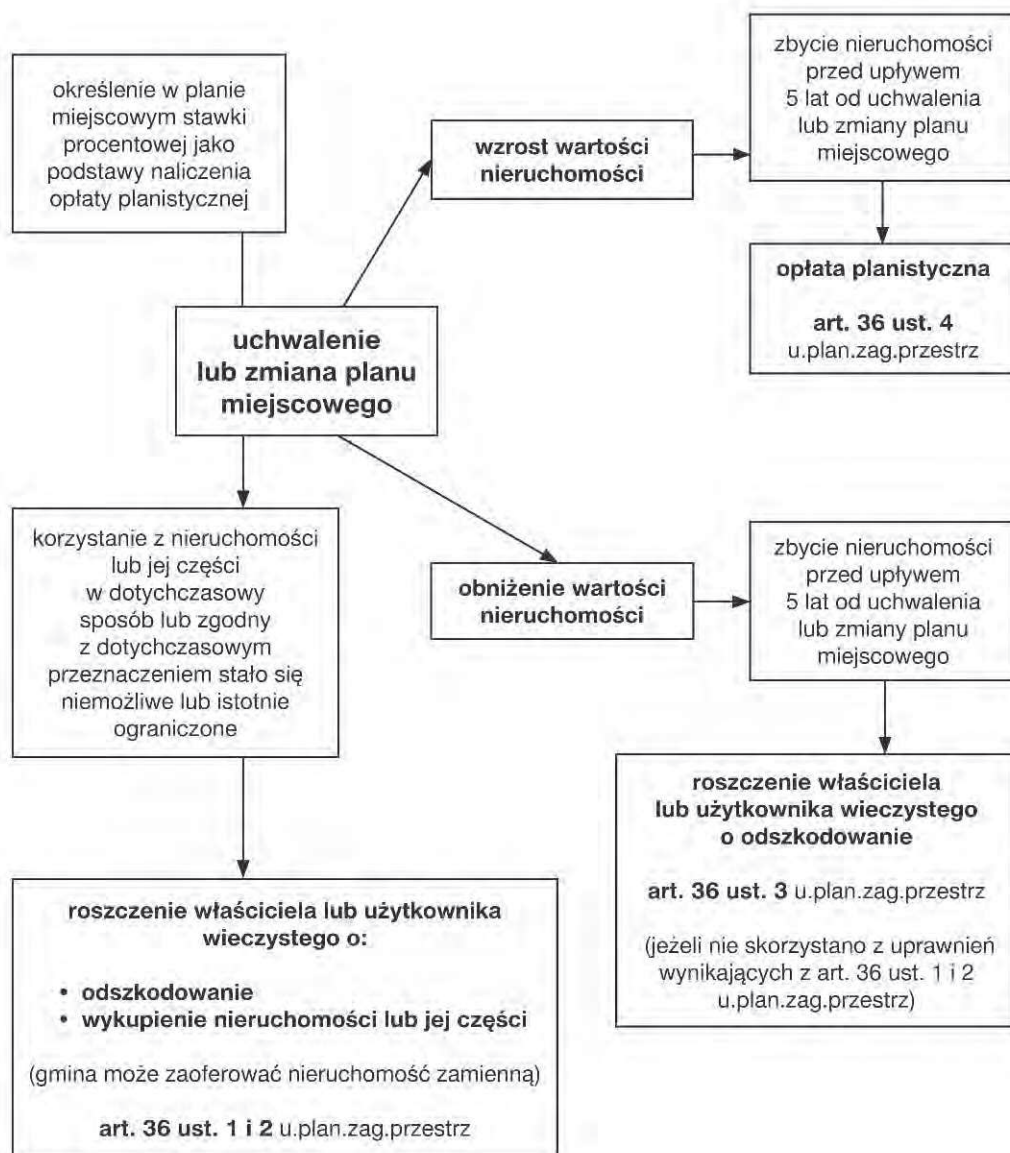 określenie w planie
miejscowym stawki
procentowej jako
podstawy naliczenia
opłaty planistycznej
wzrost wartości
nieruchomości
zbycie nieruchomości
przed upływem
5 lat od uchwalenia
lub zmiany planu
miejscowego
opłata planistyczna
art. 36 ust. 4
u.plan.zag.przestrz
uchwalenie
lub zmiana planu
miejscowego
korzystanie z nieruchomości
lub jej części
w dotychczasowy
sposób lub zgodny
z dotychczasowym
przeznaczeniem stało się
niemożliwe lub istotnie
ograniczone
obniżenie wartości
nieruchomości
zbycie nieruchomości
przed upływem
5 lat od uchwalenia
lub zmiany planu
miejscowego
roszczenie właściciela
lub użytkownika wieczystego
o odszkodowanie
art. 36 ust. 3 u.plan.zag.przestrz
(jeżeli nie skorzystano z uprawnień
wynikających z art. 36 ust. 1 i 2
u.plan.zag.przestrz)
roszczenie właściciela lub użytkownika
wieczystego o:
• odszkodowanie
• wykupienie nieruchomości lub jej części
(gmina może zaoferować nieruchomość zamienną)
art. 36 ust. 1 i 2 u.plan.zag.przestrz